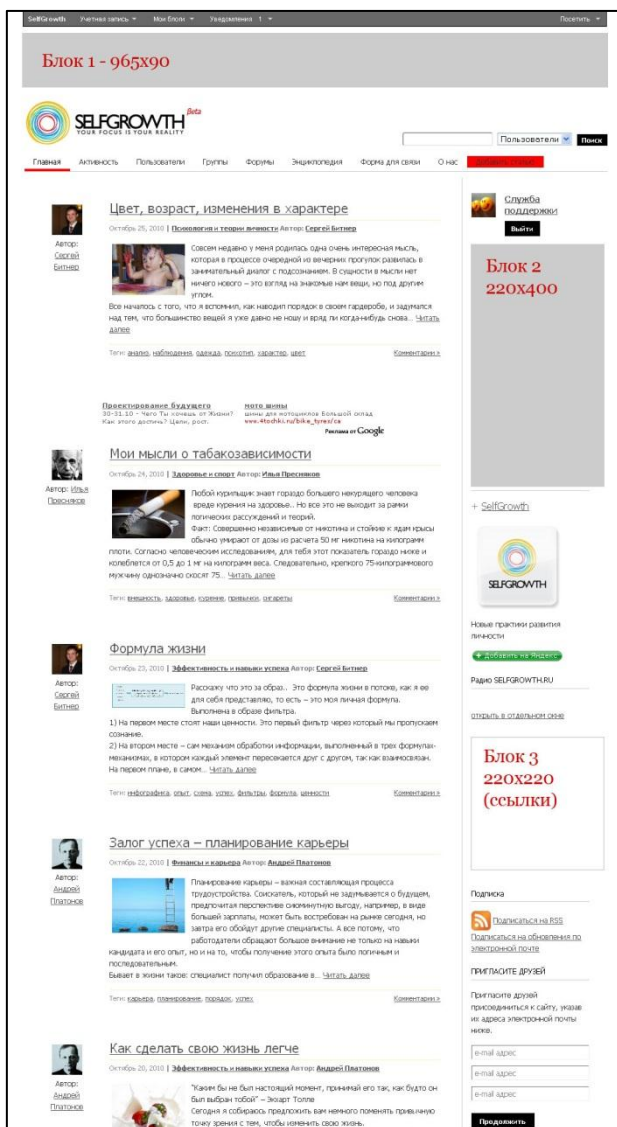 SelfGrowth Учетная запись Мои блоги Уведомления 1 Посетить
Блок 1 - 965x90
SELFGROWTH Beta
YOUR FOCUS IS YOUR REALITY
Пользователи Поиск
Главная Активность Пользователи Группы Форумы Энциклопедия Форма для связи О нас Добавить статью
Цвет, возраст, изменения в характере
Октябрь 25, 2010 | Психология и теории личности Автор: Сергей Битнер
Автор:
Сергей
Битнер
Совсем недавно у меня родилась одна очень интересная мысль,
которая в процессе очередной из вечерних прогулок развилась в
занимательный диалог с подсознанием. В сущности в мысли нет
ничего нового – это взгляд на знакомые нам вещи, но под другим
углом.
Все началось с того, что я вспомнил, как наводил порядок в своем гардеробе, и задумался
над тем, что большинство вещей я уже давно не ношу и вряд ли когда-нибудь снова... Читать
далее
Теги: анализ, наблюдения, одежда, психотип, характер, цвет Комментарии »
Проектирование будущего
30-31.10 - Чего Ты хочешь от Жизни?
Как этого достичь? Цели, рост.
мото шины
шины для мотоциклов Большой склад
www.4tochki.ru/bike_tyres/ca
Реклама от Google
Мои мысли о табакозависимости
Октябрь 24, 2010 | Здоровье и спорт Автор: Илья Пресняков
Автор: Илья
Пресняков
Любой курильщик знает гораздо большего некурящего человека
о вреде курения на здоровье.. Но все это не выходит за рамки
логических рассуждений и теорий.
Факт: Совершенно независимые от никотина и стойкие к ядам крысы
обычно умирают от дозы из расчета 50 мг никотина на килограмм
плоти. Согласно человеческим исследованиям, для тебя этот показатель гораздо ниже и
колеблется от 0,5 до 1 мг на килограмм веса. Следовательно, крепкого 75-килограммового
мужчину однозначно скосят 75... Читать далее
Теги: внешность, здоровье, курение, привычки, сигареты Комментарии »
Формула жизни
Октябрь 23, 2010 | Эффективность и навыки успеха Автор: Сергей Битнер
Автор:
Сергей
Битнер
Расскажу что это за образ.. Это формула жизни в потоке, как я ее
для себя представляю, то есть – это моя личная формула.
Выполнена в образе фильтра.
1) На первом месте стоят наши ценности. Это первый фильтр через который мы пропускаем
сознание.
2) На втором месте – сам механизм обработки информации, выполненный в трех формулах-
механизмах, в котором каждый элемент пересекается друг с другом, так как взаимосвязан.
На первом плане, в самом... Читать далее
Теги: инфографика, опыт, схема, успех, фильтры, формула, ценности Комментарии »
Залог успеха – планирование карьеры
Октябрь 22, 2010 | Финансы и карьера Автор: Андрей Платонов
Автор:
Андрей
Платонов
Планирование карьеры – важная составляющая процесса
трудоустройства. Соискатель, который не задумывается о будущем,
предпочитая перспективе сиюминутную выгоду, например, в виде
большей зарплаты, может быть востребован на рынке сегодня, но
завтра его обойдут другие специалисты. А все потому, что
работодатели обращают большое внимание не только на навыки
кандидата и его опыт, но и на то, чтобы получение этого опыта было логичным и
последовательным.
Бывает в жизни такое: специалист получил образование в... Читать далее
Теги: карьера, планирование, порядок, успех Комментарии »
Как сделать свою жизнь легче
Октябрь 20, 2010 | Эффективность и навыки успеха Автор: Андрей Платонов
Автор:
Андрей
Платонов
"Каким бы не был настоящий момент, принимай его так, как будто он
был выбран тобой" – Экхарт Толле
Сегодня я собираюсь предложить вам немного поменять привычную
точку зрения с тем, чтобы изменить свою жизнь.
Служба
поддержки
Выйти
Блок 2
220x400
+ SelfGrowth
SELFGROWTH
Новые практики развития
личности
+ Добавить на Яндекс
Радио SELFGROWTH.RU
открыть в отдельном окне
Блок 3
220x220
(ссылки)
Подписка
Подписаться на RSS
Подписаться на обновления по
электронной почте
ПРИГЛАСИТЕ ДРУЗЕЙ
Пригласите друзей
присоединиться к сайту, указав
их адреса электронной почты
ниже.
e-mail адрес
e-mail адрес
e-mail адрес
Продолжить